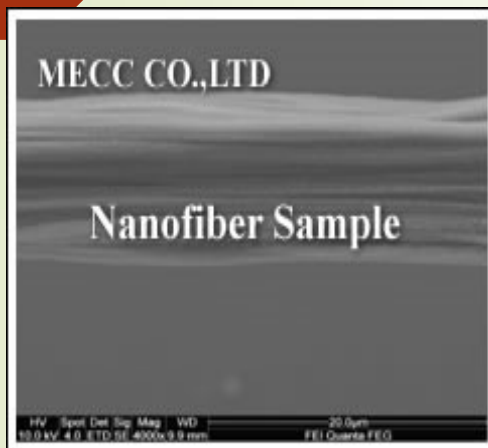 MECC CO.,LTD
Nanofiber Sample
HV Spot Det Sig Mag WD 20.0μm
10.0 kV 4.0 ETD SE 4000x 9.9 mm FEI Quanta FEG